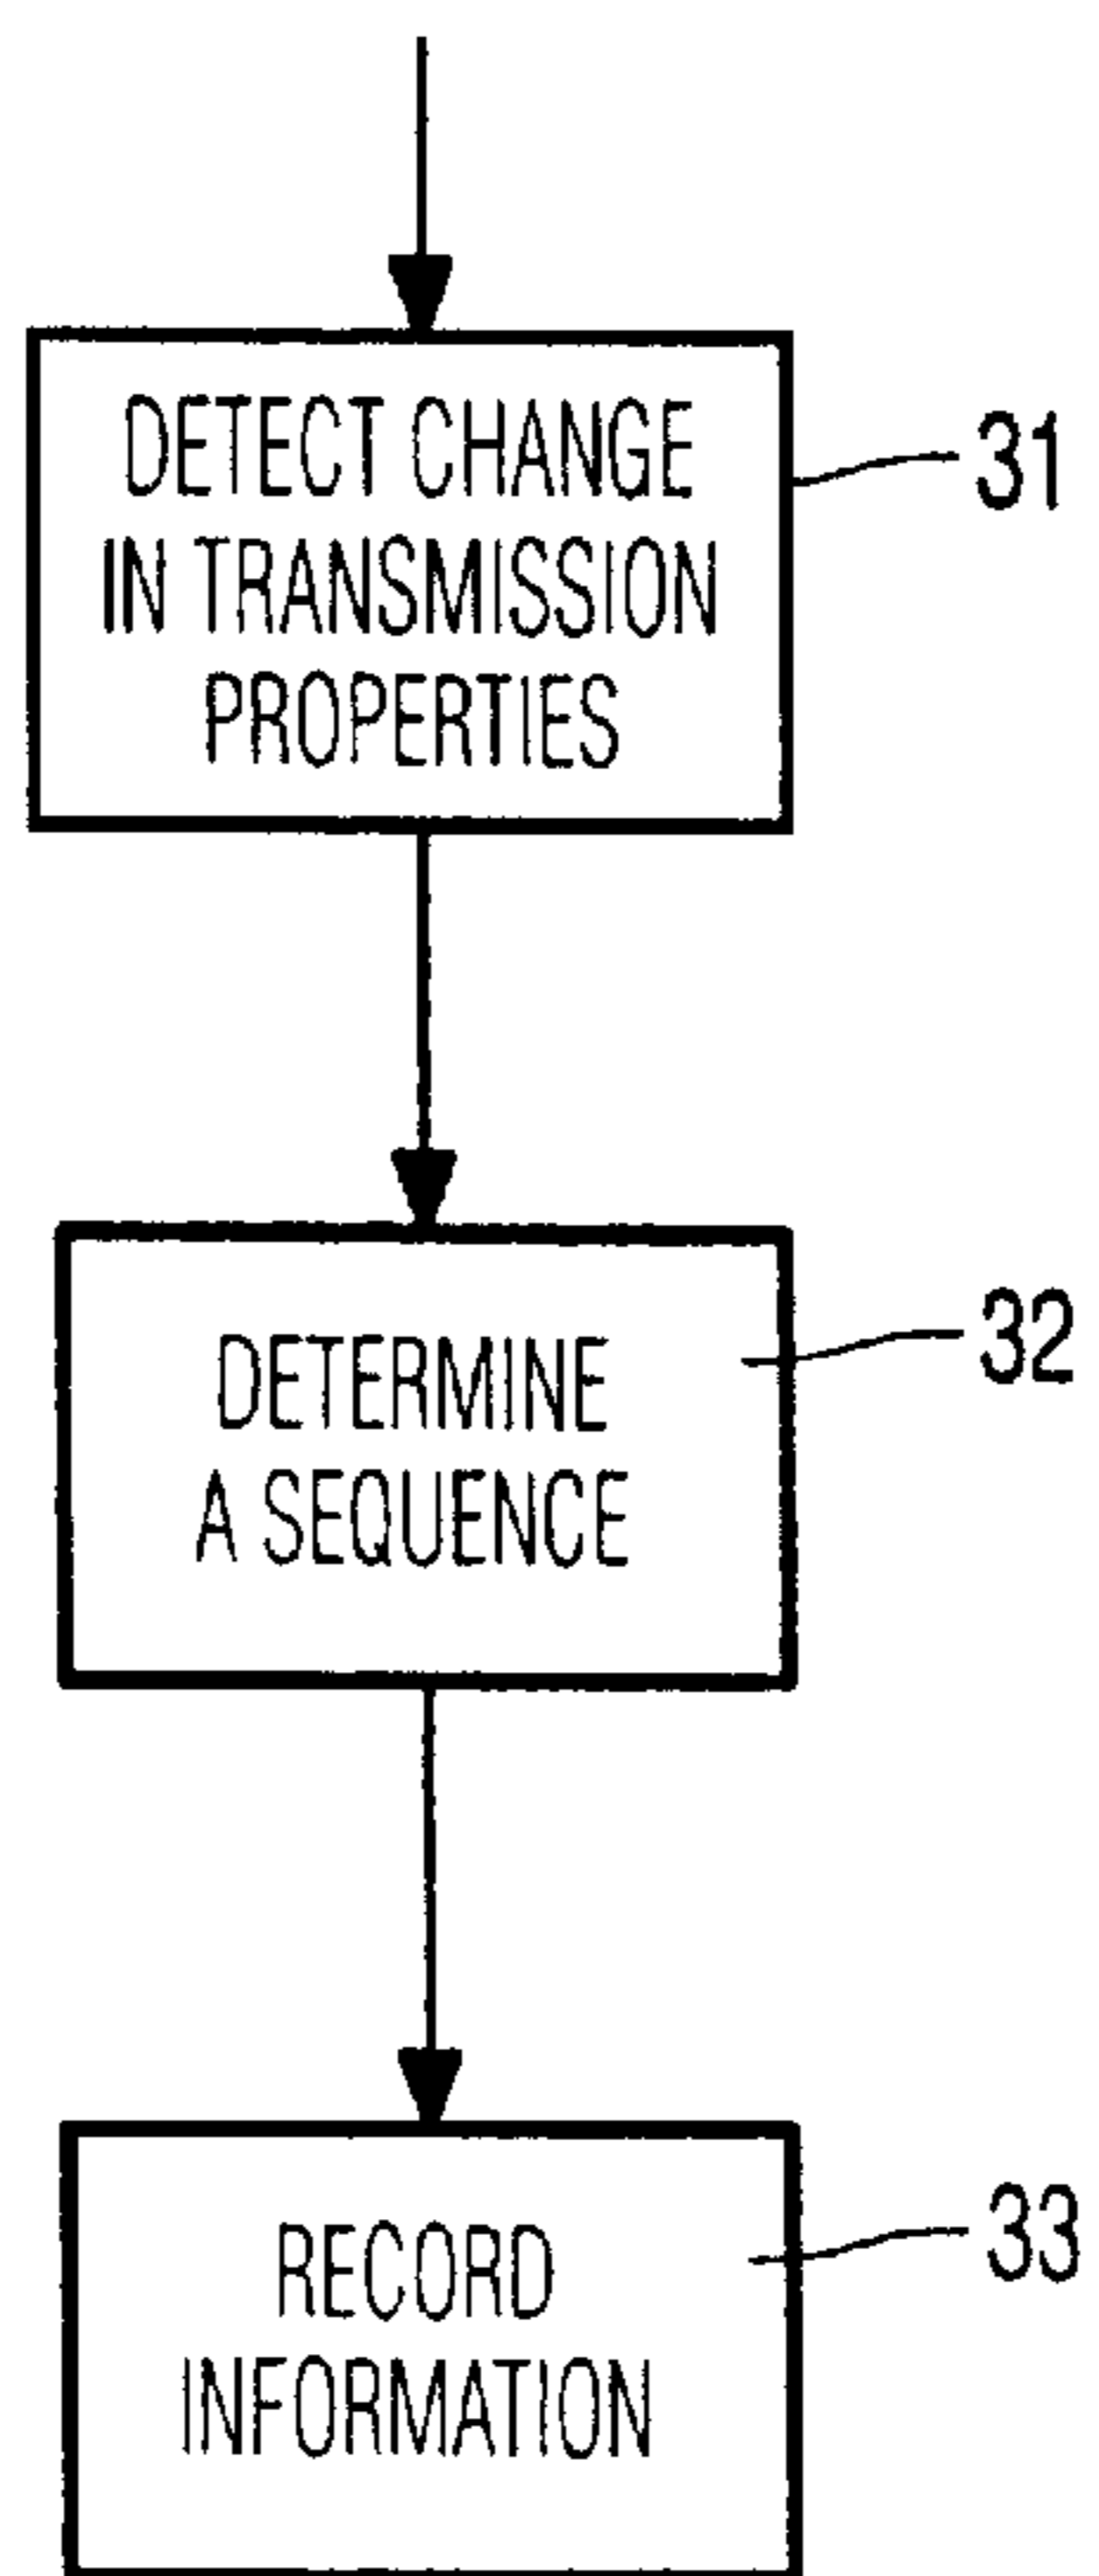 DETECT CHANGE
IN TRANSMISSION
PROPERTIES
31
DETERMINE
A SEQUENCE
32
RECORD
INFORMATION
33